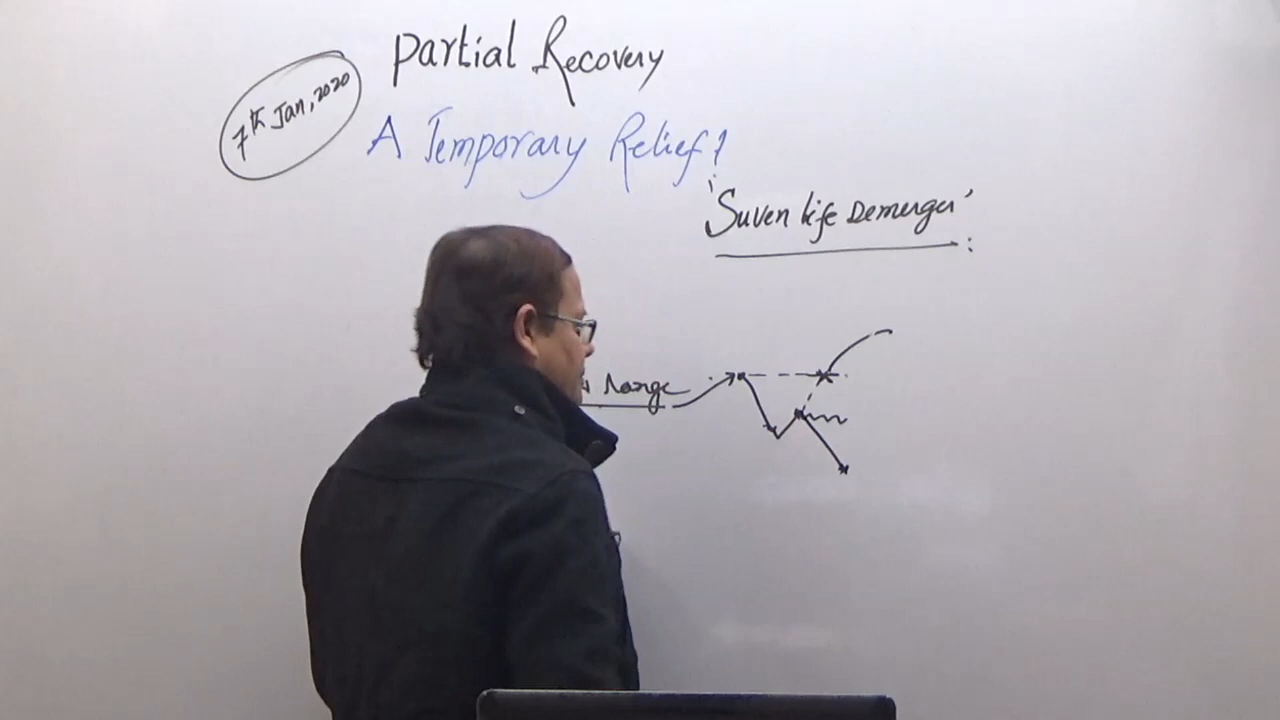 Partial Recovery
7th Jan, 2020
A Temporary Relief?
'Suven life Demerger' :
range